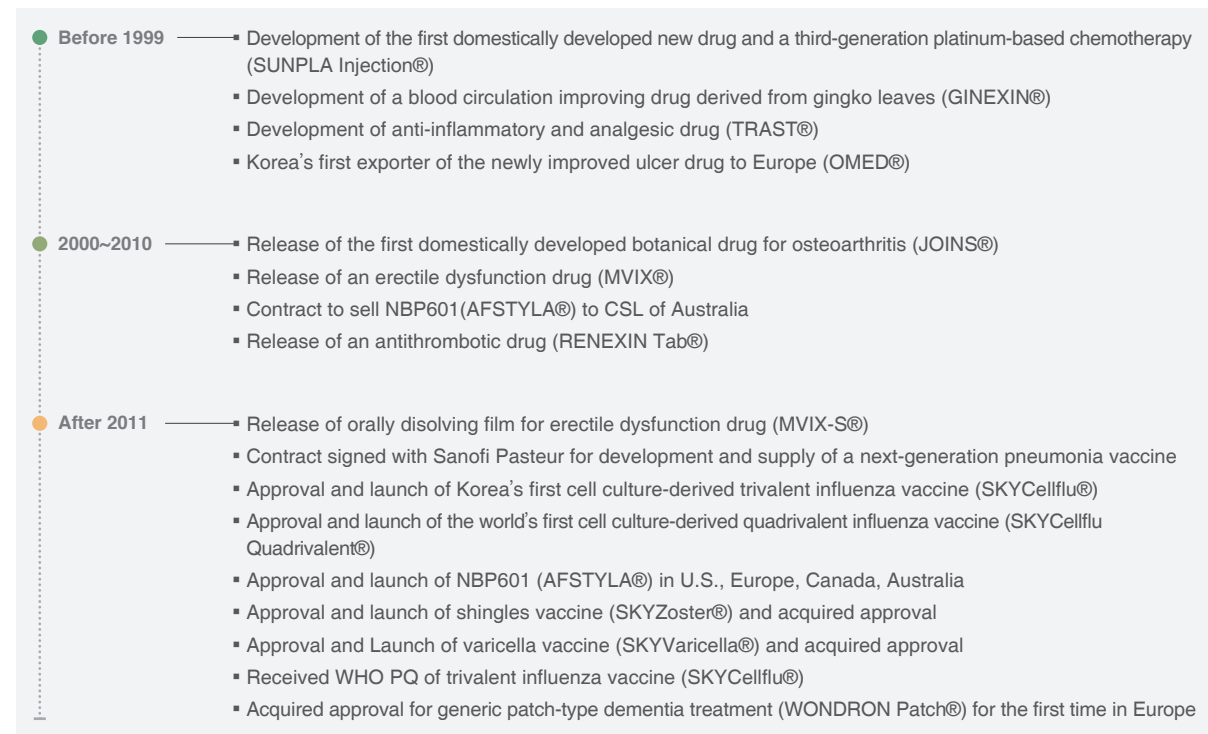 Before 1999 ▪ Development of the first domestically developed new drug and a third-generation platinum-based chemotherapy
(SUNPLA Injection®)
▪ Development of a blood circulation improving drug derived from gingko leaves (GINEXIN®)
▪ Development of anti-inflammatory and analgesic drug (TRAST®)
▪ Korea's first exporter of the newly improved ulcer drug to Europe (OMED®)
2000~2010 ▪ Release of the first domestically developed botanical drug for osteoarthritis (JOINS®)
▪ Release of an erectile dysfunction drug (MVIX®)
▪ Contract to sell NBP601(AFSTYLA®) to CSL of Australia
▪ Release of an antithrombotic drug (RENEXIN Tab®)
After 2011 ▪ Release of orally disolving film for erectile dysfunction drug (MVIX-S®)
▪ Contract signed with Sanofi Pasteur for development and supply of a next-generation pneumonia vaccine
▪ Approval and launch of Korea's first cell culture-derived trivalent influenza vaccine (SKYCellflu®)
▪ Approval and launch of the world's first cell culture-derived quadrivalent influenza vaccine (SKYCellflu
Quadrivalent®)
▪ Approval and launch of NBP601 (AFSTYLA®) in U.S., Europe, Canada, Australia
▪ Approval and launch of shingles vaccine (SKYZoster®) and acquired approval
▪ Approval and Launch of varicella vaccine (SKYVaricella®) and acquired approval
▪ Received WHO PQ of trivalent influenza vaccine (SKYCellflu®)
▪ Acquired approval for generic patch-type dementia treatment (WONDRON Patch®) for the first time in Europe